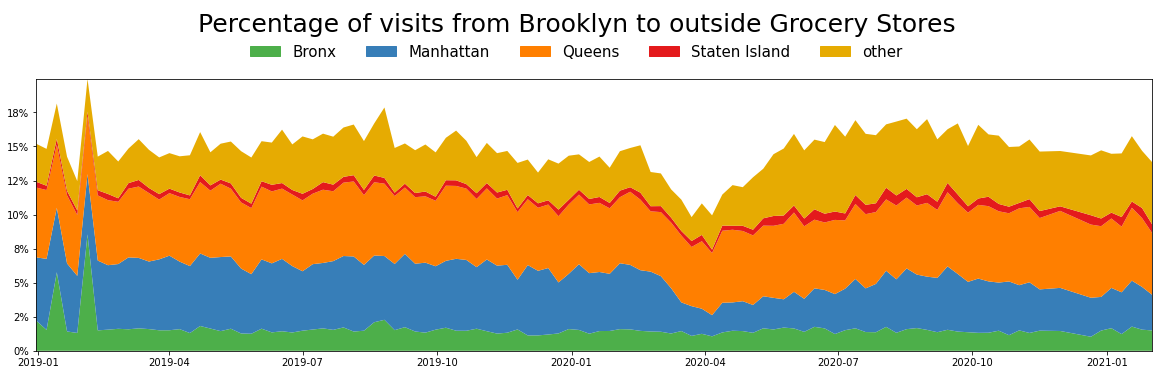 Percentage of visits from Brooklyn to outside Grocery Stores
Bronx Manhattan Queens Staten Island other
18%
15%
12%
10%
8%
5%
2%
0%
2019-01 2019-04 2019-07 2019-10 2020-01 2020-04 2020-07 2020-10 2021-01